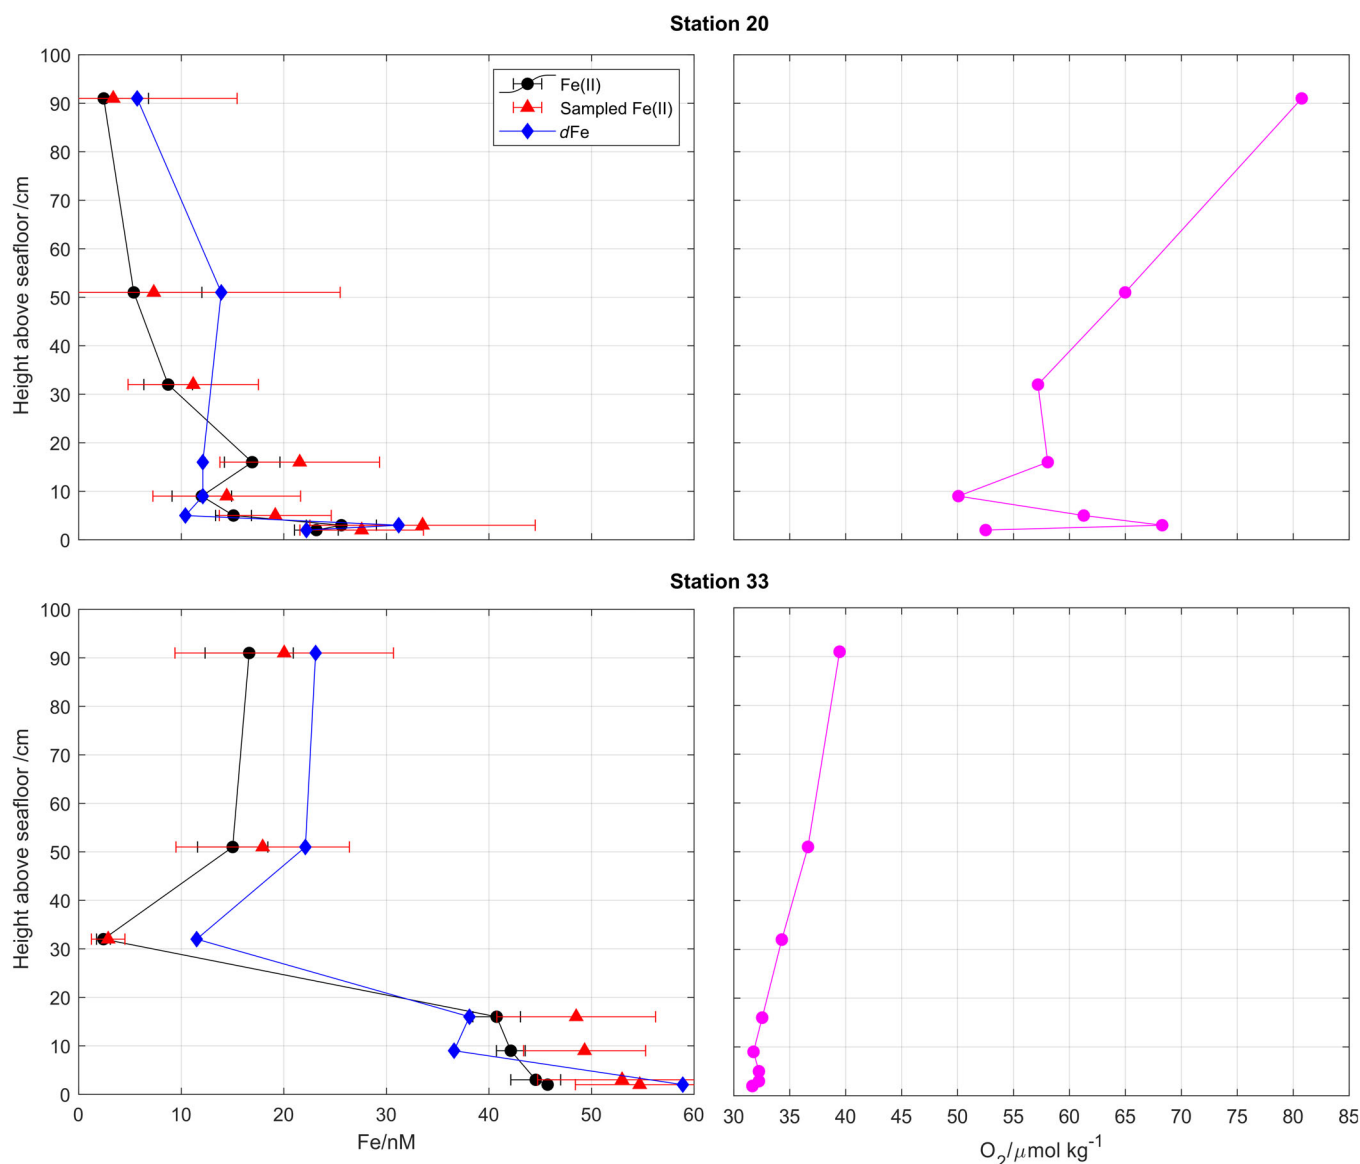 Station 20
100
90
80
70
60
50
40
30
20
10
0
Height above seafloor /cm
Fe(II)
Sampled Fe(II)
dFe
Station 33
100
90
80
70
60
50
40
30
20
10
0
Height above seafloor /cm
0 10 20 30 40 50 60
Fe/nM
30 35 40 45 50 55 60 65 70 75 80 85
O2/μmol kg-1